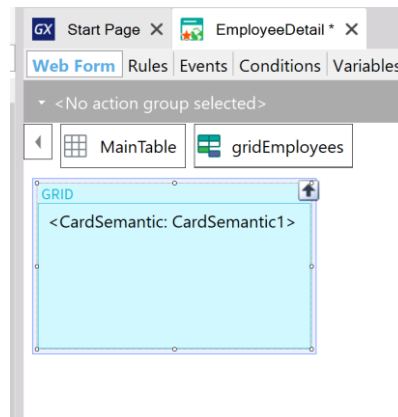 GX Start Page X EmployeeDetail * X
Web Form Rules Events Conditions Variables
<No action group selected>
MainTable gridEmployees
GRID
<CardSemantic: CardSemantic1>